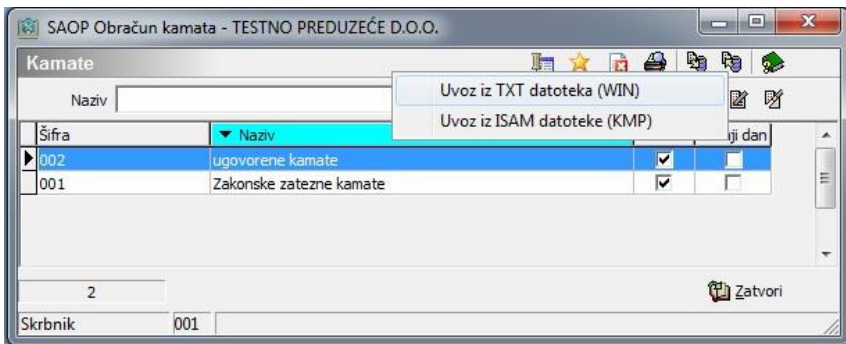 SAOP Obračun kamata - TESTNO PREDUZEĆE D.O.O.
Kamate
Uvoz iz TXT datoteka (WIN)
Naziv
Uvoz iz ISAM datoteke (KMP)
Šifra Naziv dan
002 ugovorene kamate
001 Zakonske zatezne kamate
2 Zatvori
Skrbnik 001